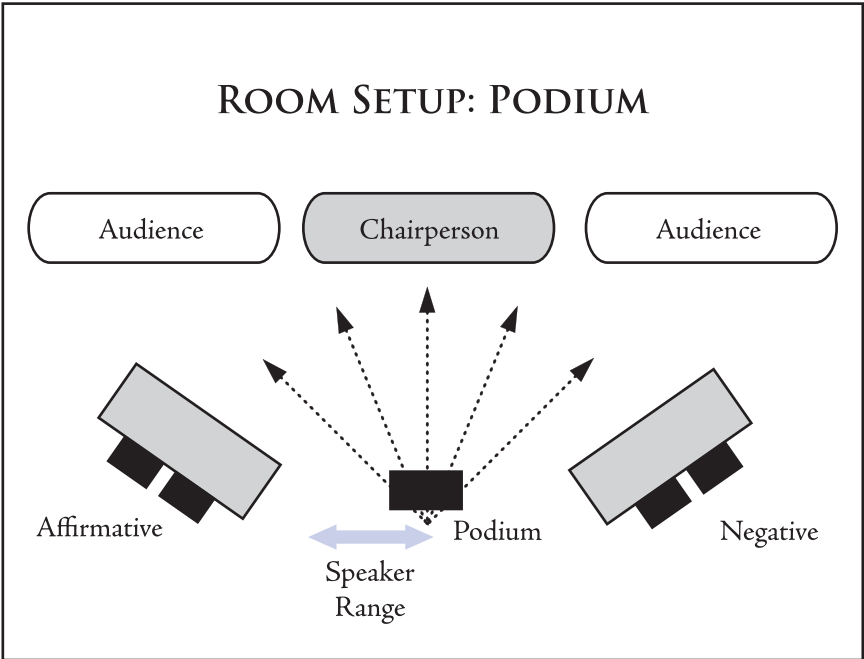 ROOM SETUP: PODIUM
Audience
Chairperson
Audience
Affirmative
Podium
Negative
Speaker
Range